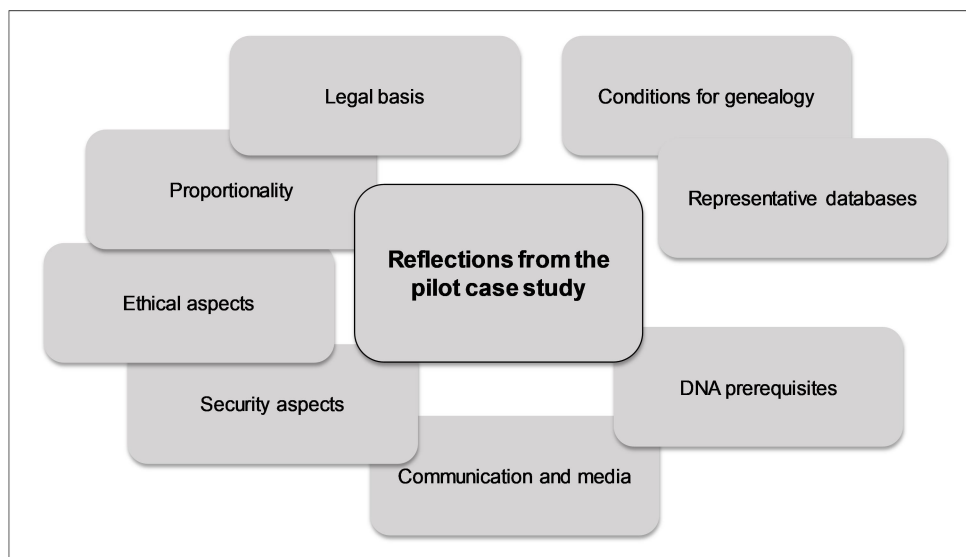 Legal basis
Conditions for genealogy
Proportionality
Representative databases
Reflections from the
pilot case study
Ethical aspects
Security aspects
DNA prerequisites
Communication and media